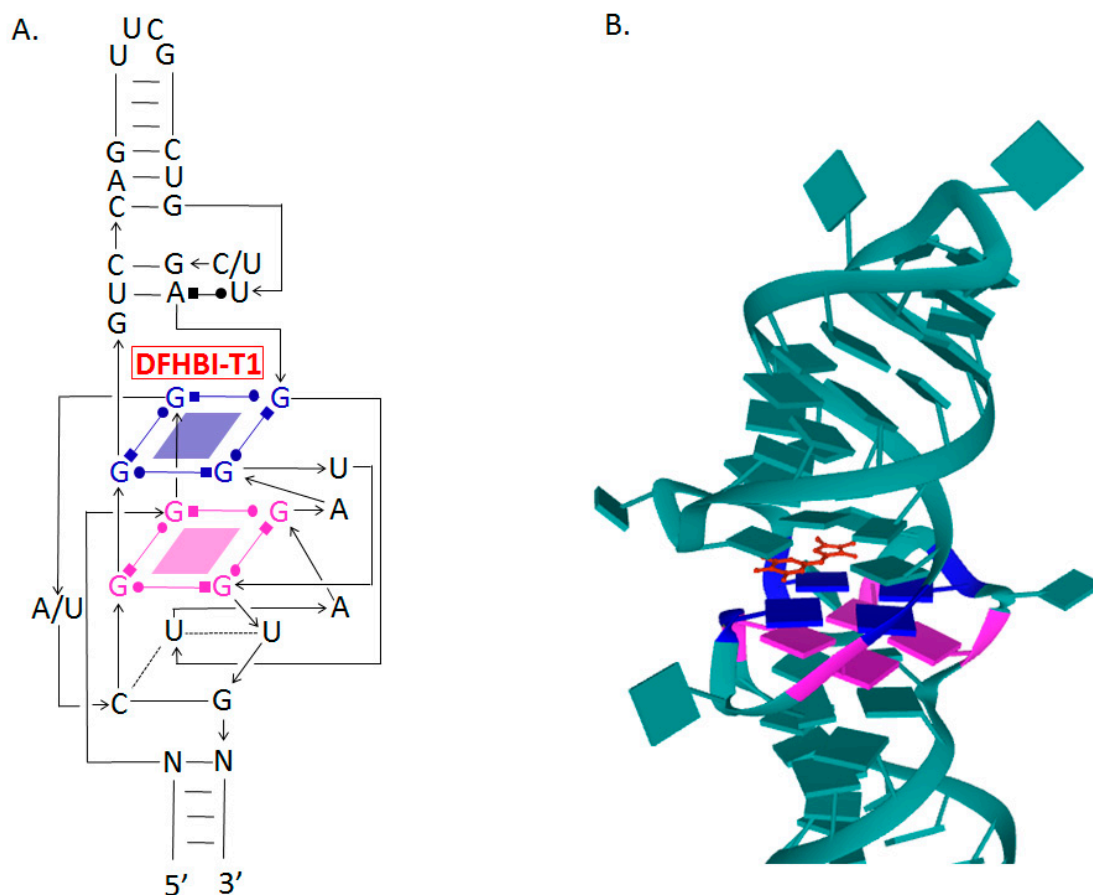 A.
B.
U C
U G
G C
A U
C G
C G C/U
U A U
G
DFHBI-T1
G G
G G U
G G A
G G
A/U U U A
C G
N N
5’ 3’